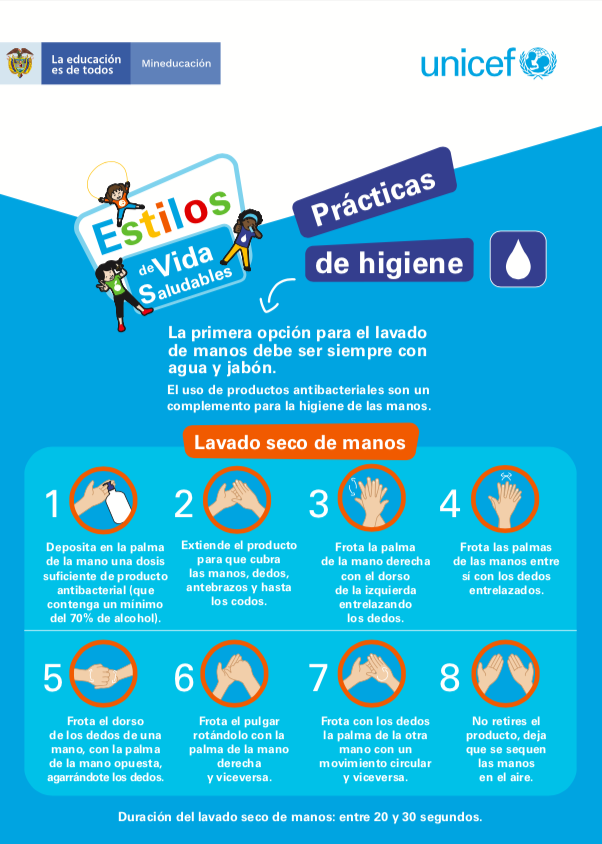 La educación
es de todos
Mineducación
unicef
Estilos
de Vida
Saludables
Prácticas
de higiene
La primera opción para el lavado
de manos debe ser siempre con
agua y jabón.
El uso de productos antibacteriales son un
complemento para la higiene de las manos.
Lavado seco de manos
1
Deposita en la palma
de la mano una dosis
suficiente de producto
antibacterial (que
contenga un mínimo
del 70% de alcohol).
2
Extiende el producto
para que cubra
las manos, dedos,
antebrazos y hasta
los codos.
3
Frota la palma
de la mano derecha
con el dorso
de la izquierda
entrelazando
los dedos.
4
Frota las palmas
de las manos entre
sí con los dedos
entrelazados.
5
Frota el dorso
de los dedos de una
mano, con la palma
de la mano opuesta,
agarrándote los dedos.
6
Frota el pulgar
rotándolo con la
palma de la mano
derecha
y viceversa.
7
Frota con los dedos
la palma de la otra
mano con un
movimiento circular
y viceversa.
8
No retires el
producto, deja
que se sequen
las manos
en el aire.
Duración del lavado seco de manos: entre 20 y 30 segundos.